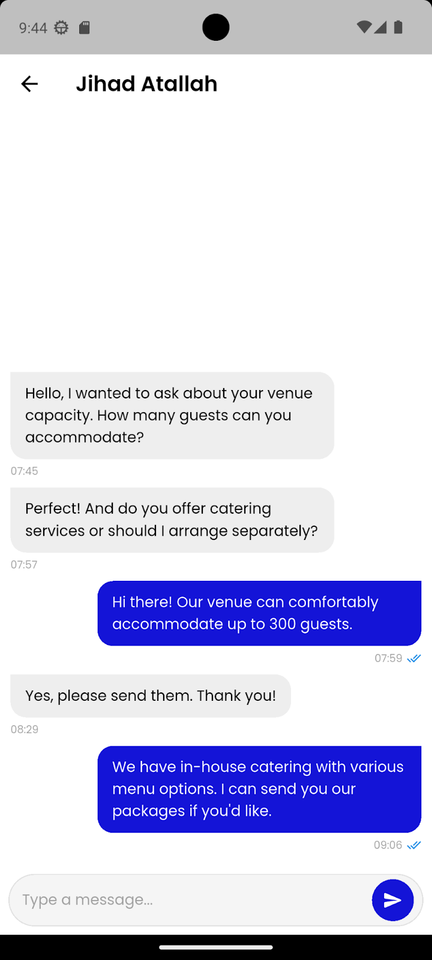 9:44
Jihad Atallah
Hello, I wanted to ask about your venue
capacity. How many guests can you
accommodate?
07:45
Perfect! And do you offer catering
services or should I arrange separately?
07:57
Hi there! Our venue can comfortably
accommodate up to 300 guests.
07:59
Yes, please send them. Thank you!
08:29
We have in-house catering with various
menu options. I can send you our
packages if you'd like.
09:06
Type a message...